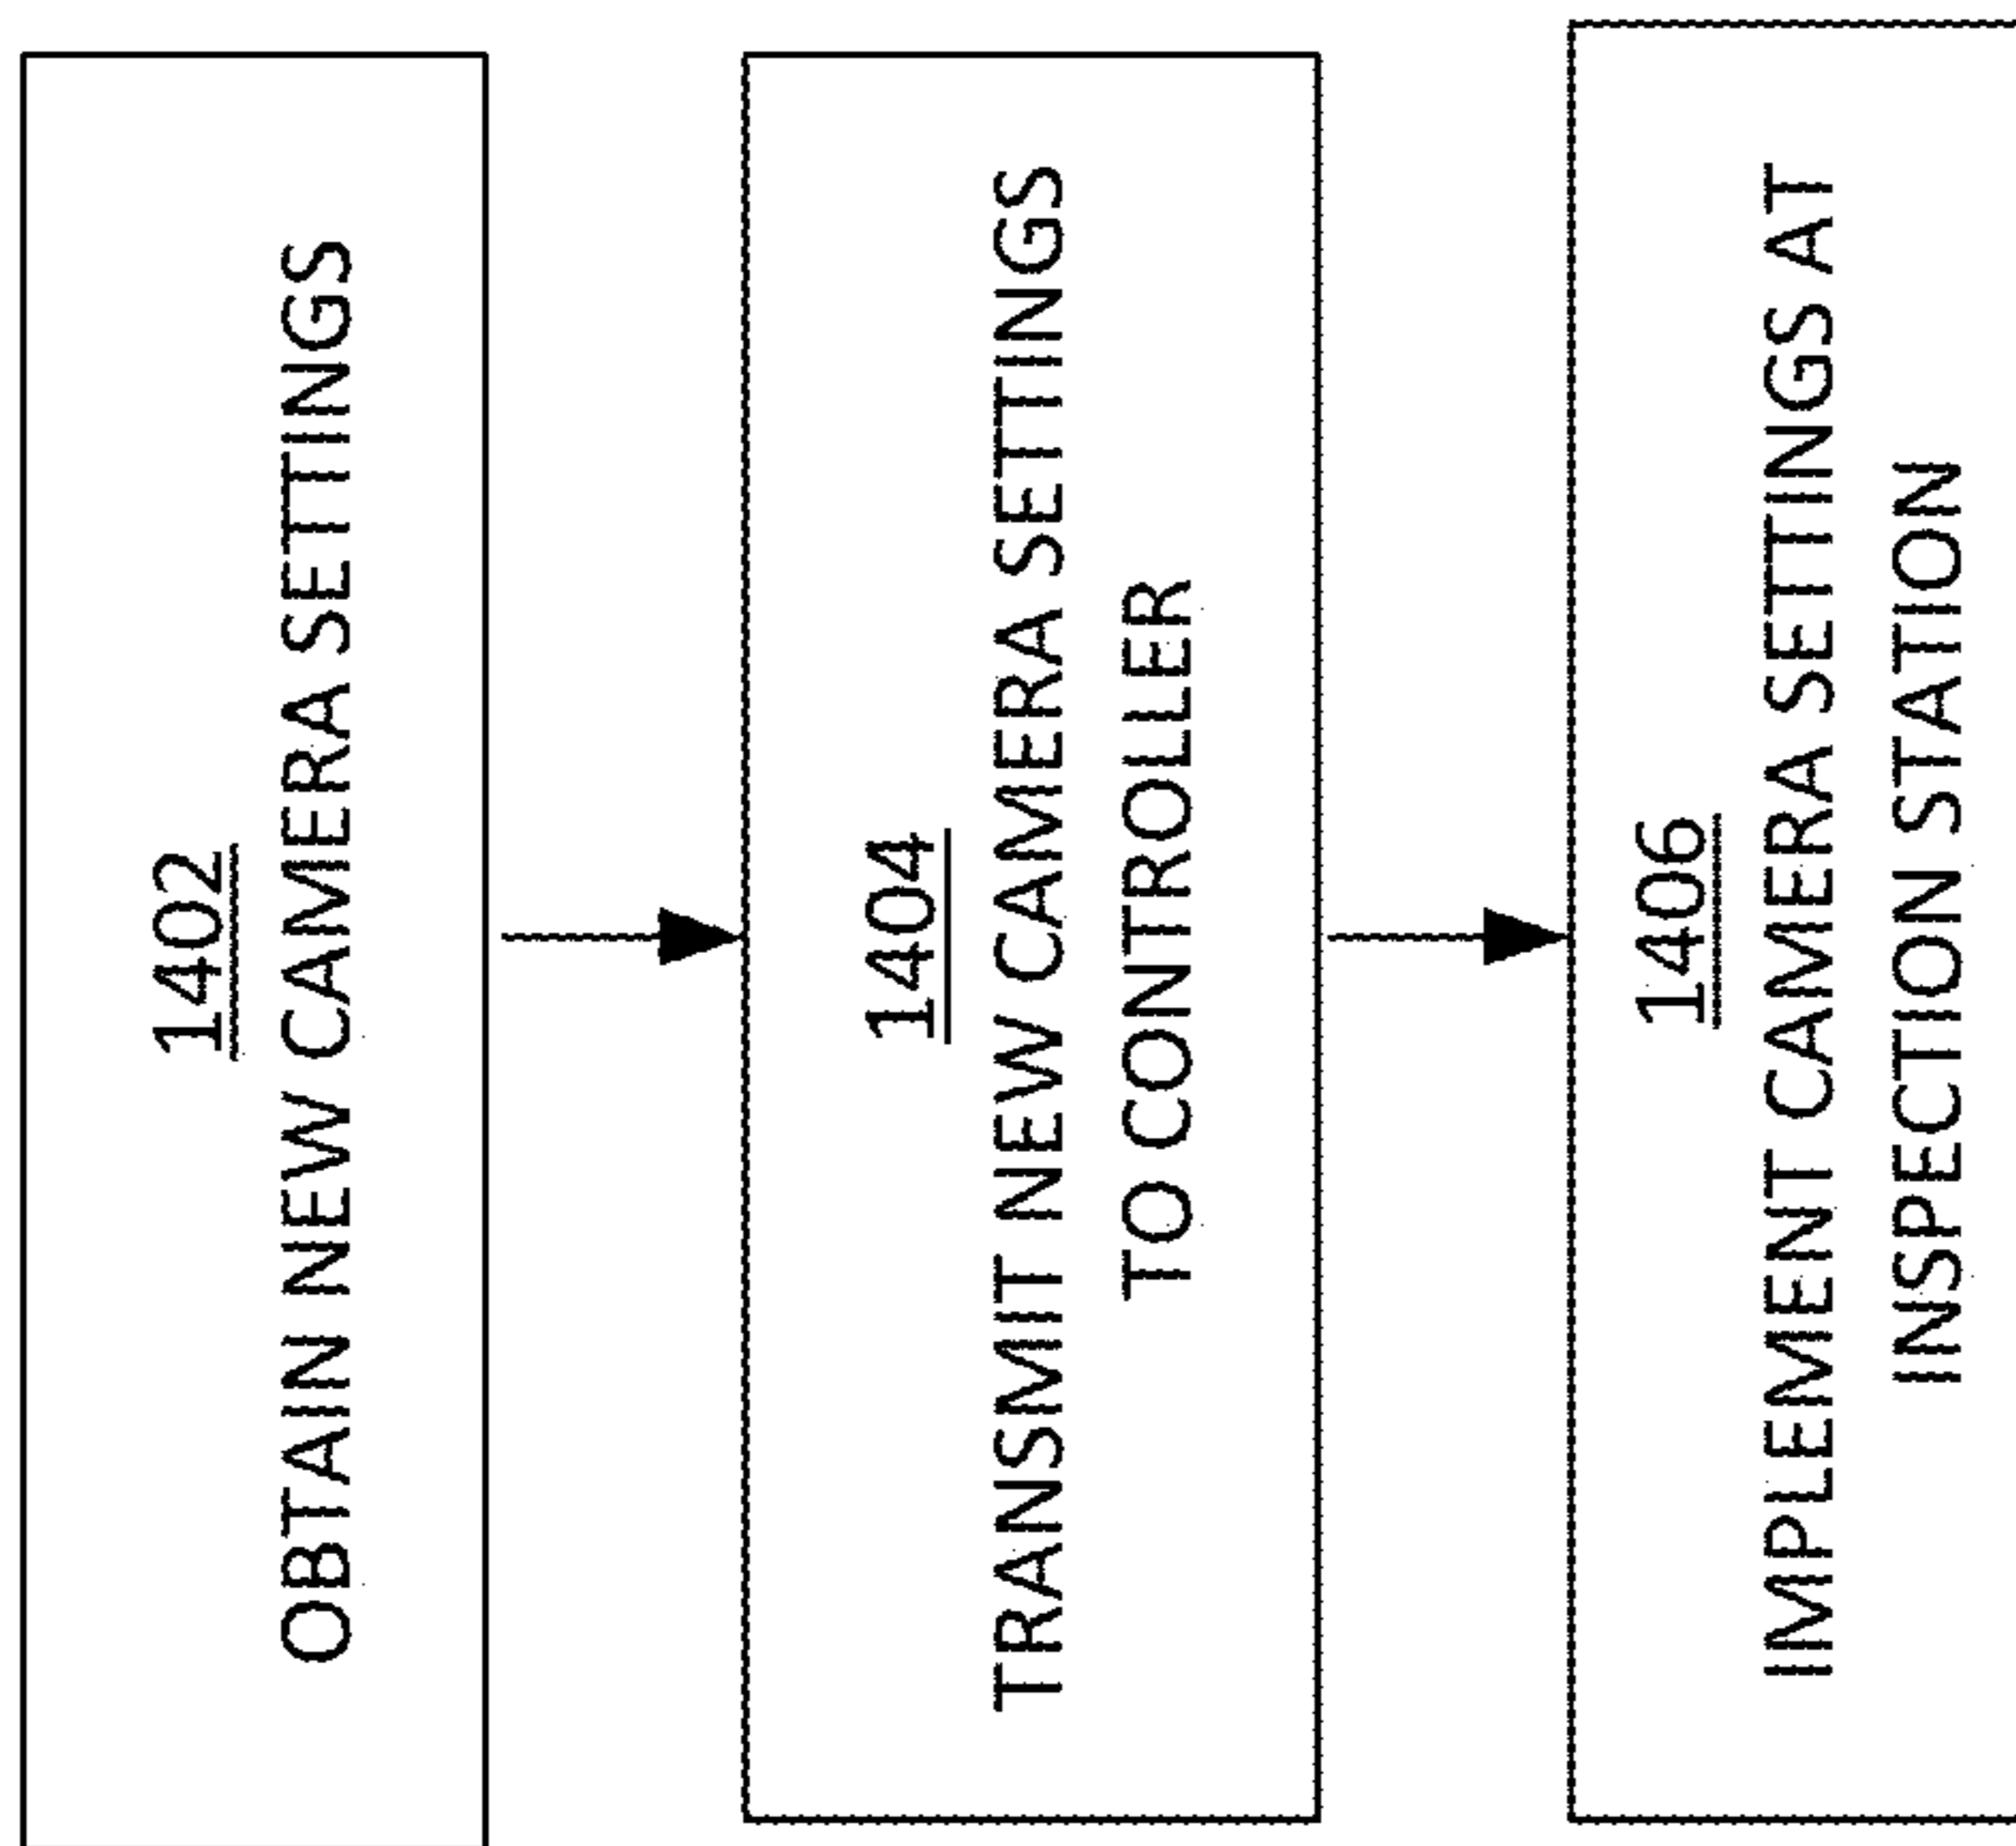 1402
OBTAIN NEW CAMERA SETTINGS
1404
TRANSMIT NEW CAMERA SETTINGS
TO CONTROLLER
1406
IMPLEMENT CAMERA SETTINGS AT
INSPECTION STATION